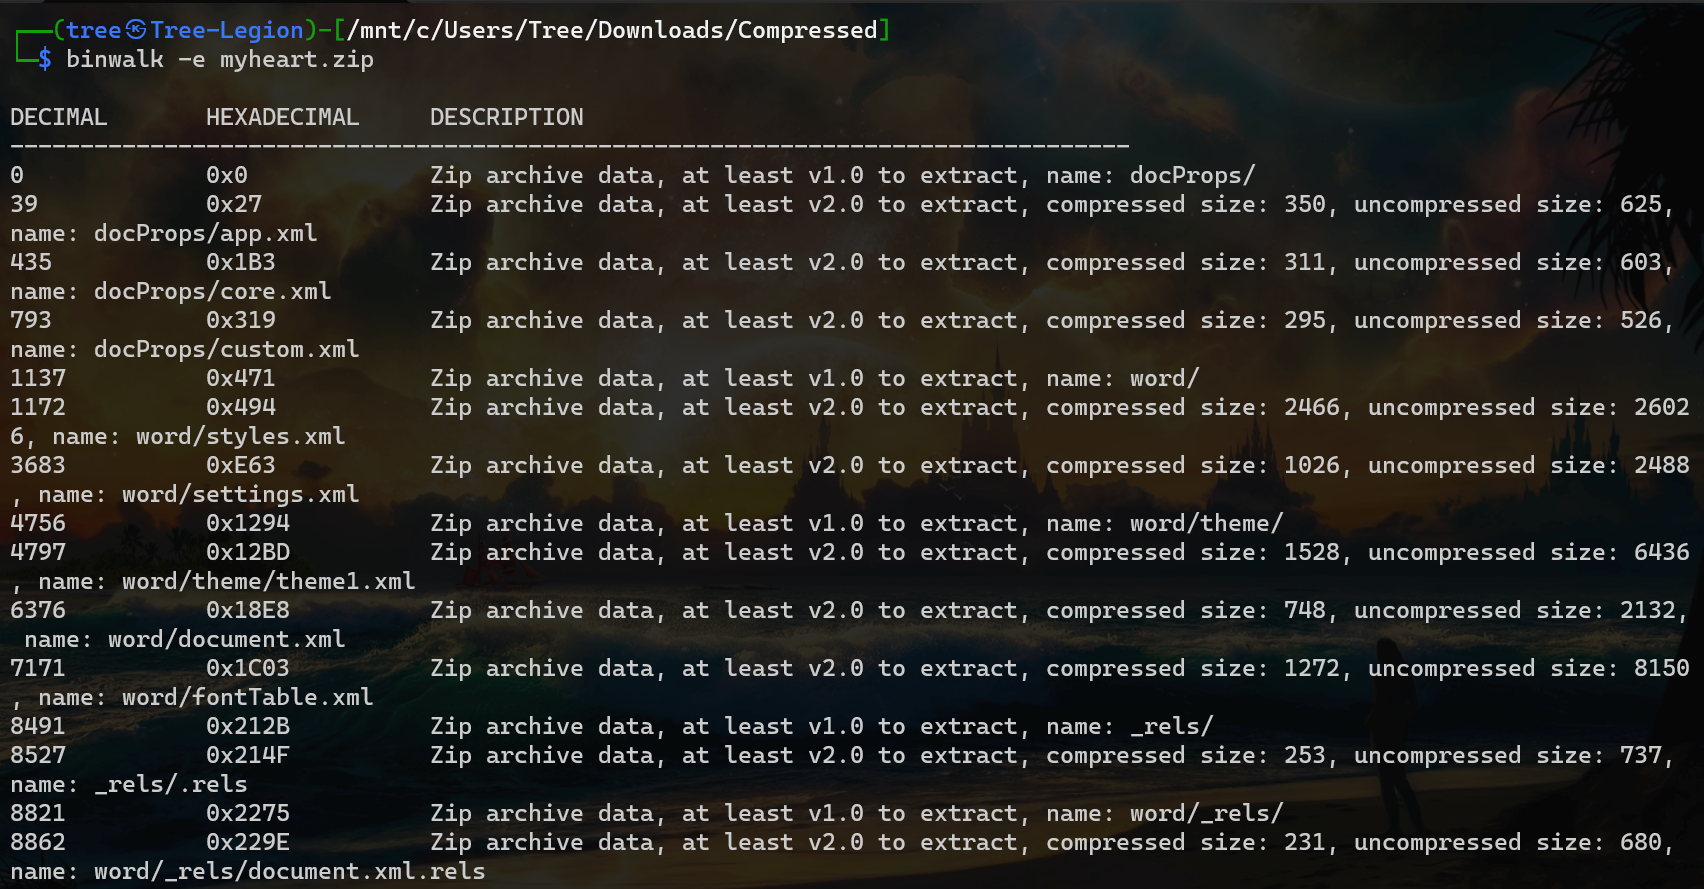 ┌──(tree㉿Tree-Legion)-[/mnt/c/Users/Tree/Downloads/Compressed]
└─$ binwalk -e myheart.zip
DECIMAL       HEXADECIMAL     DESCRIPTION
--------------------------------------------------------------------------------
0             0x0             Zip archive data, at least v1.0 to extract, name: docProps/
39            0x27            Zip archive data, at least v2.0 to extract, compressed size: 350, uncompressed size: 625,
name: docProps/app.xml
435           0x1B3           Zip archive data, at least v2.0 to extract, compressed size: 311, uncompressed size: 603,
name: docProps/core.xml
793           0x319           Zip archive data, at least v2.0 to extract, compressed size: 295, uncompressed size: 526,
name: docProps/custom.xml
1137          0x471           Zip archive data, at least v1.0 to extract, name: word/
1172          0x494           Zip archive data, at least v2.0 to extract, compressed size: 2466, uncompressed size: 2602
6, name: word/styles.xml
3683          0xE63           Zip archive data, at least v2.0 to extract, compressed size: 1026, uncompressed size: 2488
, name: word/settings.xml
4756          0x1294          Zip archive data, at least v1.0 to extract, name: word/theme/
4797          0x12BD          Zip archive data, at least v2.0 to extract, compressed size: 1528, uncompressed size: 6436
, name: word/theme/theme1.xml
6376          0x18E8          Zip archive data, at least v2.0 to extract, compressed size: 748, uncompressed size: 2132,
 name: word/document.xml
7171          0x1C03          Zip archive data, at least v2.0 to extract, compressed size: 1272, uncompressed size: 8150
, name: word/fontTable.xml
8491          0x212B          Zip archive data, at least v1.0 to extract, name: _rels/
8527          0x214F          Zip archive data, at least v2.0 to extract, compressed size: 253, uncompressed size: 737,
name: _rels/.rels
8821          0x2275          Zip archive data, at least v1.0 to extract, name: word/_rels/
8862          0x229E          Zip archive data, at least v2.0 to extract, compressed size: 231, uncompressed size: 680,
name: word/_rels/document.xml.rels